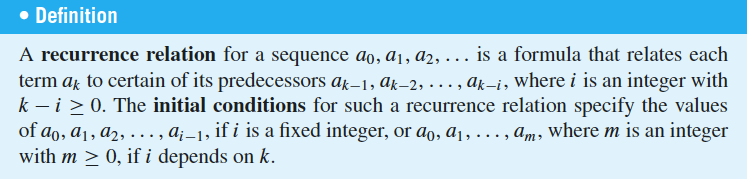 • Definition
A recurrence relation for a sequence a₀, a₁, a₂, . . . is a formula that relates each
term aₖ to certain of its predecessors aₖ₋₁, aₖ₋₂, . . . , aₖ₋ᵢ, where i is an integer with
k − i ≥ 0. The initial conditions for such a recurrence relation specify the values
of a₀, a₁, a₂, . . . , aᵢ₋₁, if i is a fixed integer, or a₀, a₁, . . . , aₘ, where m is an integer
with m ≥ 0, if i depends on k.